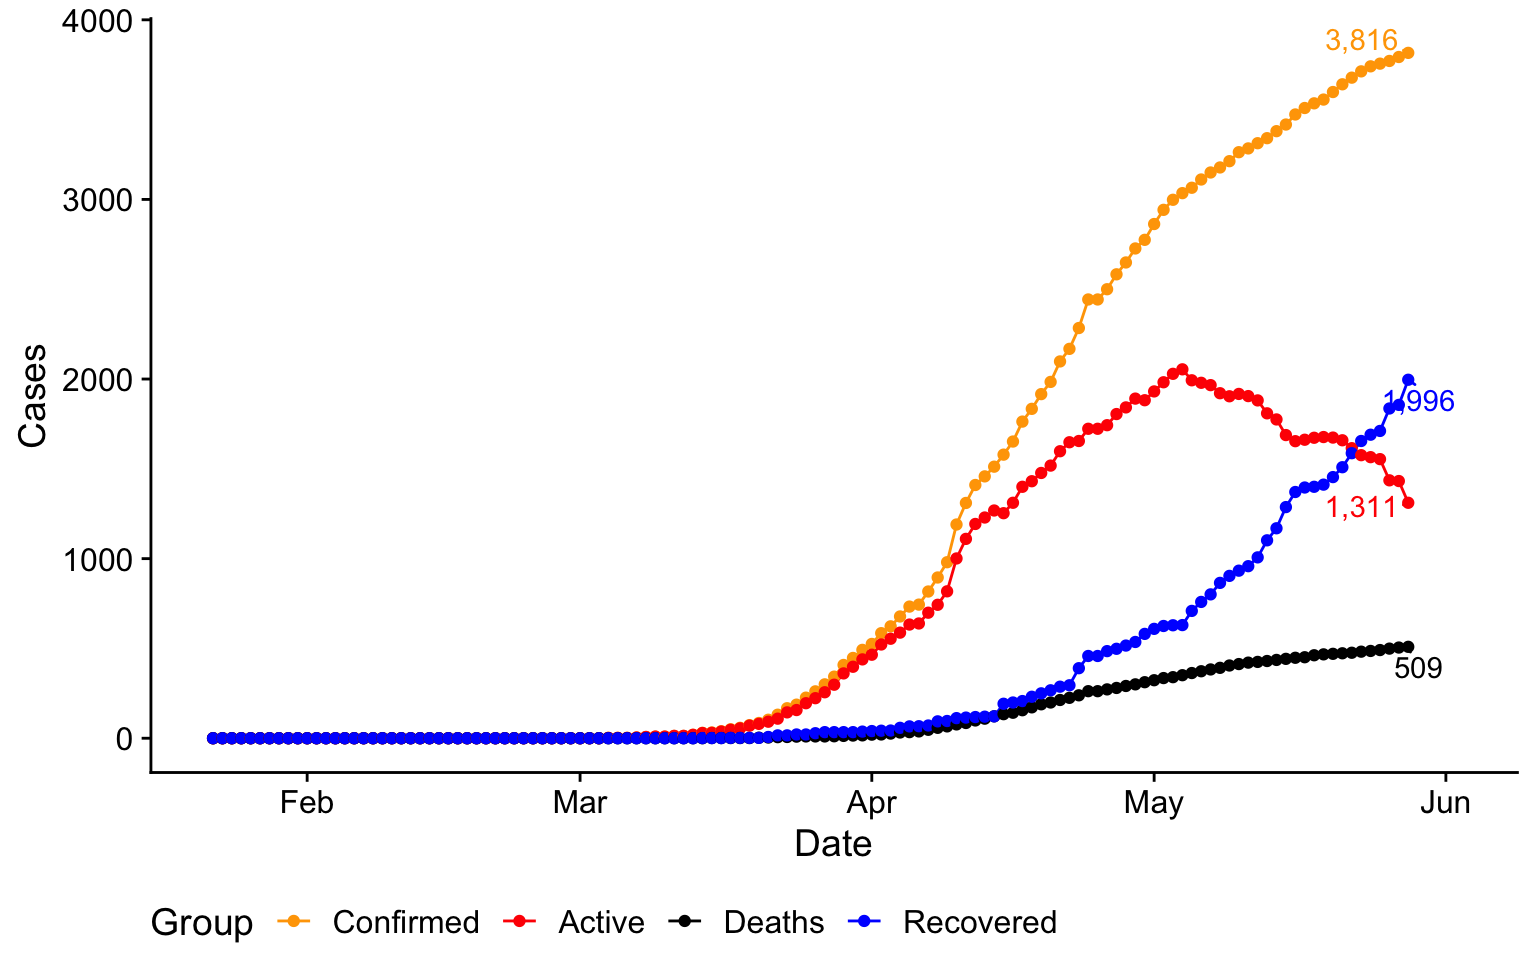 4000
3,816
3000
Cases
2000
1,996
1,311
1000
509
0
Feb Mar Apr May Jun
Date
Group Confirmed Active Deaths Recovered